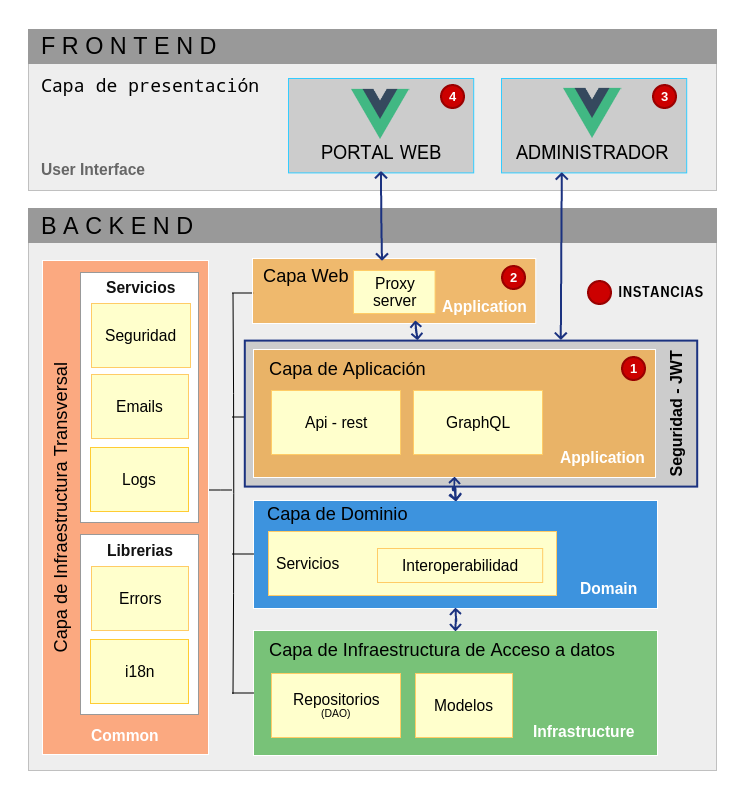 FRONTEND
Capa de presentación
4
3
PORTAL WEB
ADMINISTRADOR
User Interface
BACKEND
Capa de Infraestructura Transversal
Servicios
Seguridad
Emails
Logs
Librerias
Errors
i18n
Common
Capa Web
Proxy
server
2
Application
INSTANCIAS
Capa de Aplicación
1
Api - rest
GraphQL
Application
Seguridad - JWT
Capa de Dominio
Servicios
Interoperabilidad
Domain
Capa de Infraestructura de Acceso a datos
Repositorios
(DAO)
Modelos
Infrastructure